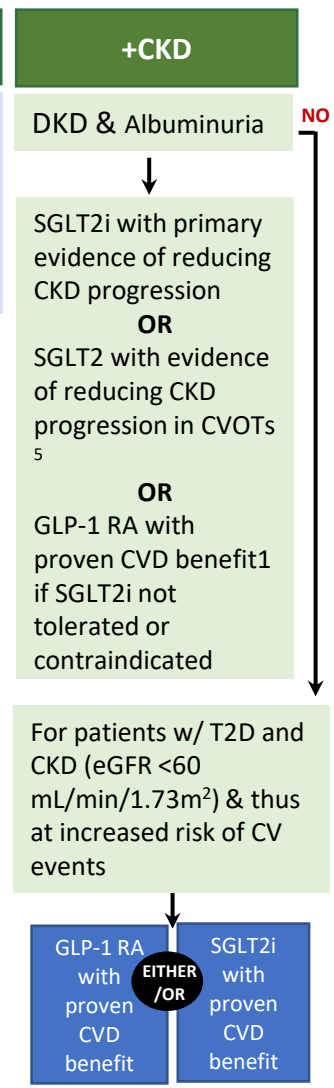 +CKD
DKD & Albuminuria
NO
SGLT2i with primary
evidence of reducing
CKD progression
OR
SGLT2 with evidence
of reducing CKD
progression in CVOTs
5
OR
GLP-1 RA with
proven CVD benefit1
if SGLT2i not
tolerated or
contraindicated
For patients w/ T2D and
CKD (eGFR <60
mL/min/1.73m²) & thus
at increased risk of CV
events
GLP-1 RA
with
proven
CVD
benefit
EITHER
/OR
SGLT2i
with
proven
CVD
benefit